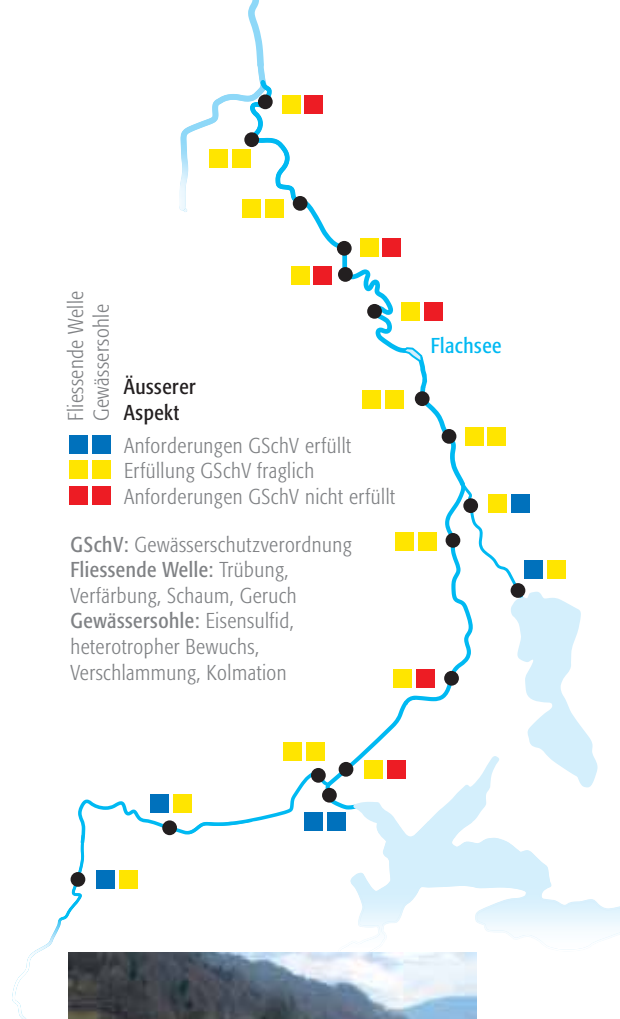 Flachsee
Fliessende Welle
Gewässersohle
Äusserer
Aspekt
Anforderungen GSchV erfüllt
Erfüllung GSchV fraglich
Anforderungen GSchV nicht erfüllt
GSchV: Gewässerschutzverordnung
Fliessende Welle: Trübung,
Verfärbung, Schaum, Geruch
Gewässersohle: Eisensulfid,
heterotropher Bewuchs,
Verschlammung, Kolmation